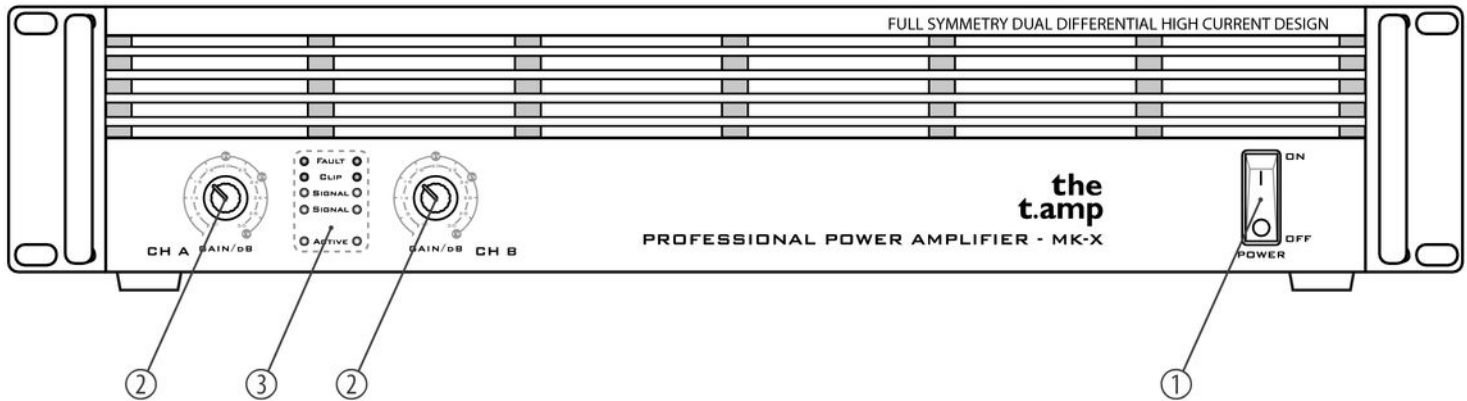 FULL SYMMETRY DUAL DIFFERENTIAL HIGH CURRENT DESIGN
FAULT
CLIP
SIGNAL
SIGNAL
ACTIVE
CH A
GAIN/DB
GAIN/DB
CH B
the
t.amp
PROFESSIONAL POWER AMPLIFIER - MK-X
ON
OFF
POWER
2
3
2
1